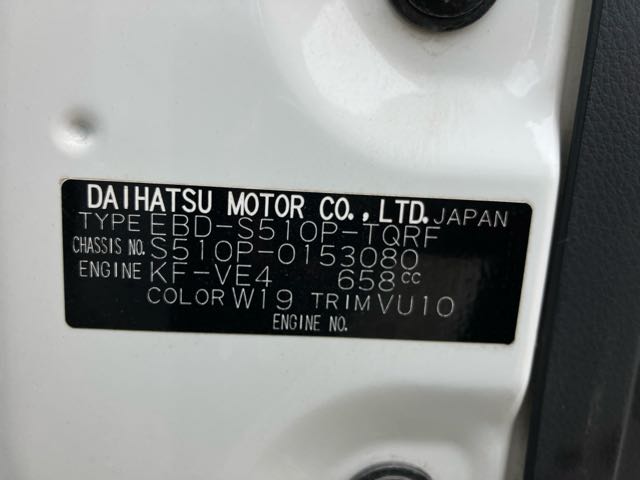 DAIHATSU MOTOR CO., LTD. JAPAN
TYPE EBD-S510P-TQRF
CHASSIS NO. S510P-0153080
ENGINE KF-VE4 658cc
COLOR W19 TRIM VU10
ENGINE NO.